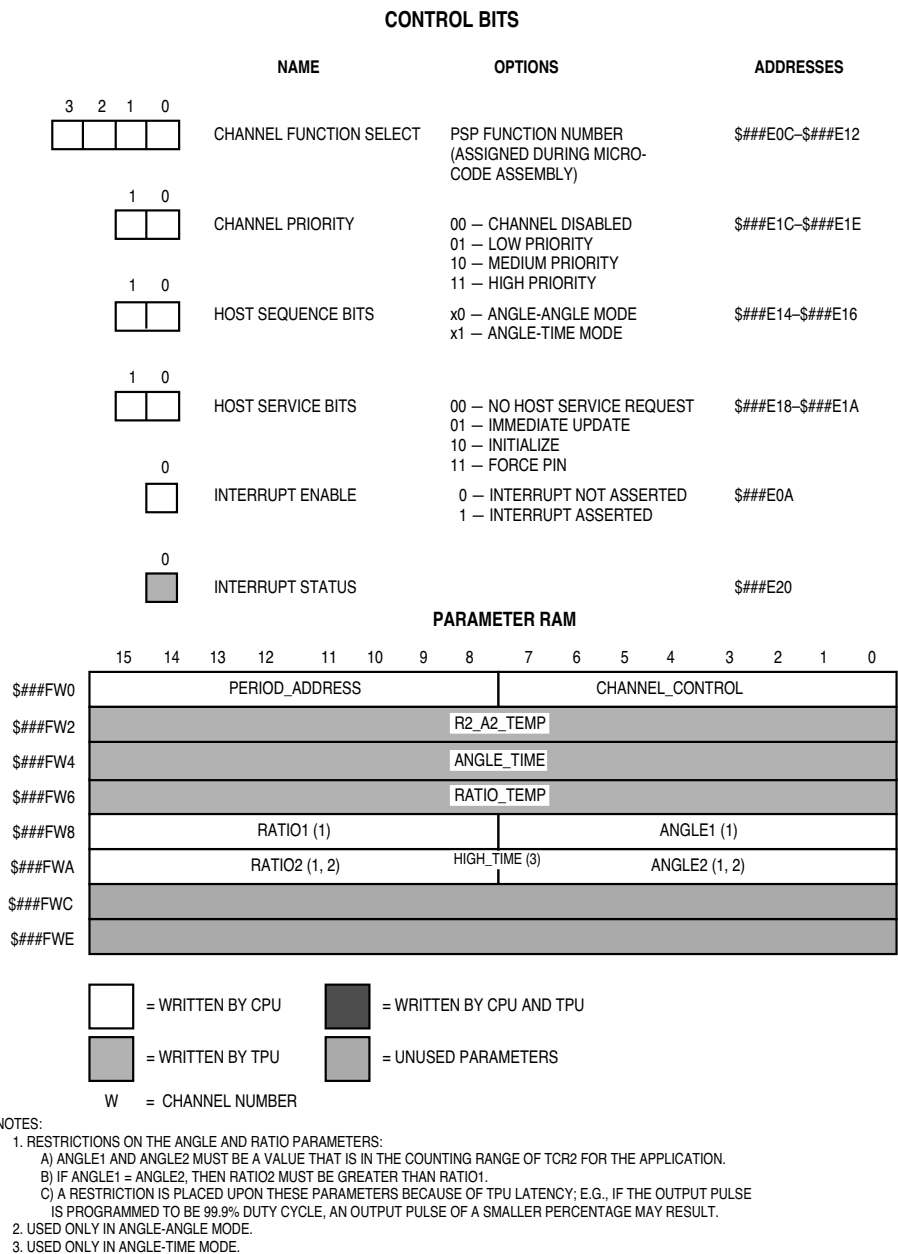 CONTROL BITS
NAME OPTIONS ADDRESSES
3 2 1 0
CHANNEL FUNCTION SELECT PSP FUNCTION NUMBER $###E0C–$###E12
(ASSIGNED DURING MICRO-
CODE ASSEMBLY)
1 0
CHANNEL PRIORITY 00 — CHANNEL DISABLED $###E1C–$###E1E
01 — LOW PRIORITY
10 — MEDIUM PRIORITY
11 — HIGH PRIORITY
1 0
HOST SEQUENCE BITS x0 — ANGLE-ANGLE MODE $###E14–$###E16
x1 — ANGLE-TIME MODE
1 0
HOST SERVICE BITS 00 — NO HOST SERVICE REQUEST $###E18–$###E1A
01 — IMMEDIATE UPDATE
10 — INITIALIZE
11 — FORCE PIN
0
INTERRUPT ENABLE 0 — INTERRUPT NOT ASSERTED $###E0A
1 — INTERRUPT ASSERTED
0
INTERRUPT STATUS $###E20
PARAMETER RAM
15 14 13 12 11 10 9 8 7 6 5 4 3 2 1 0
$###FW0 PERIOD_ADDRESS CHANNEL_CONTROL
$###FW2 R2_A2_TEMP
$###FW4 ANGLE_TIME
$###FW6 RATIO_TEMP
$###FW8 RATIO1 (1) ANGLE1 (1)
$###FWA RATIO2 (1, 2) HIGH_TIME (3) ANGLE2 (1, 2)
$###FWC
$###FWE
= WRITTEN BY CPU = WRITTEN BY CPU AND TPU
= WRITTEN BY TPU = UNUSED PARAMETERS
W = CHANNEL NUMBER
NOTES:
1. RESTRICTIONS ON THE ANGLE AND RATIO PARAMETERS:
A) ANGLE1 AND ANGLE2 MUST BE A VALUE THAT IS IN THE COUNTING RANGE OF TCR2 FOR THE APPLICATION.
B) IF ANGLE1 = ANGLE2, THEN RATIO2 MUST BE GREATER THAN RATIO1.
C) A RESTRICTION IS PLACED UPON THESE PARAMETERS BECAUSE OF TPU LATENCY; E.G., IF THE OUTPUT PULSE
IS PROGRAMMED TO BE 99.9% DUTY CYCLE, AN OUTPUT PULSE OF A SMALLER PERCENTAGE MAY RESULT.
2. USED ONLY IN ANGLE-ANGLE MODE.
3. USED ONLY IN ANGLE-TIME MODE.